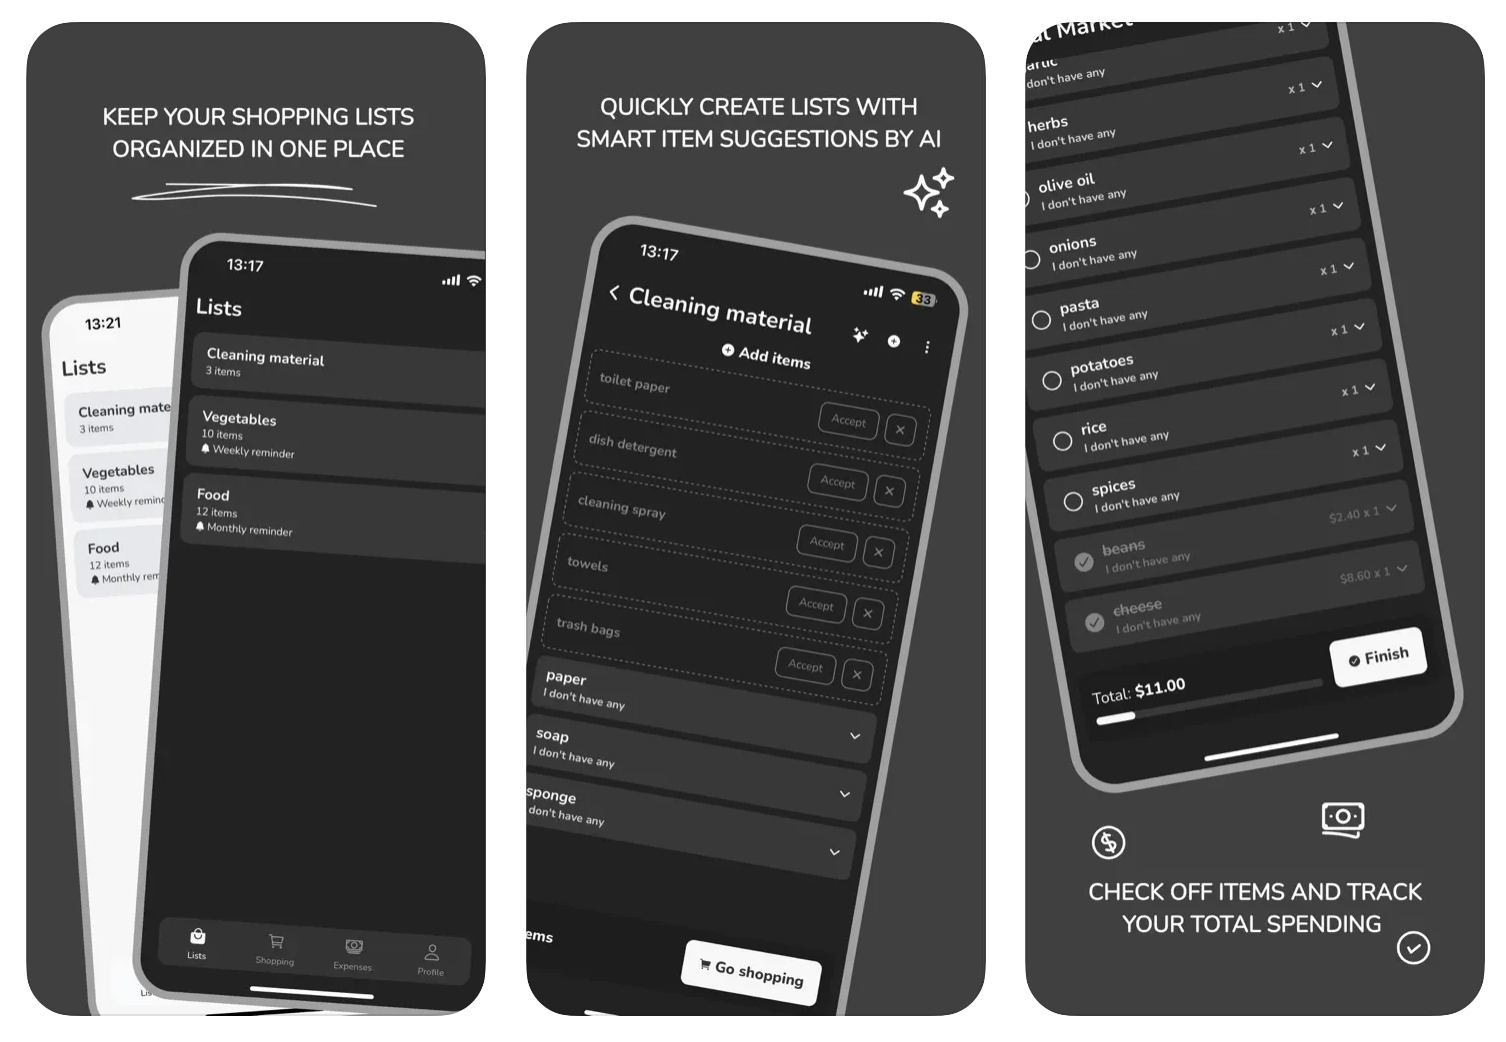 KEEP YOUR SHOPPING LISTS
ORGANIZED IN ONE PLACE
13:21
Lists
Cleaning mate
3 items
Vegetables
10 items
Weekly remind
Food
12 items
Monthly rem
Lis
13:17
Lists
Cleaning material
3 items
Vegetables
10 items
Weekly reminder
Food
12 items
Monthly reminder
Lists
Shopping
Expenses
Profile
QUICKLY CREATE LISTS WITH
SMART ITEM SUGGESTIONS BY AI
13:17
33
Cleaning material
Add items
toilet paper
Accept
dish detergent
Accept
cleaning spray
Accept
towels
Accept
trash bags
Accept
paper
I don't have any
soap
I don't have any
sponge
don't have any
ems
Go shopping
Market
x 1
don't have any
herbs
x 1
I don't have any
olive oil
x 1
I don't have any
onions
x 1
I don't have any
pasta
x 1
I don't have any
potatoes
x 1
I don't have any
rice
x 1
I don't have any
spices
x 1
I don't have any
beans
$2.40 x 1
I don't have any
cheese
$8.60 x 1
I don't have any
Total: $11.00
Finish
CHECK OFF ITEMS AND TRACK
YOUR TOTAL SPENDING